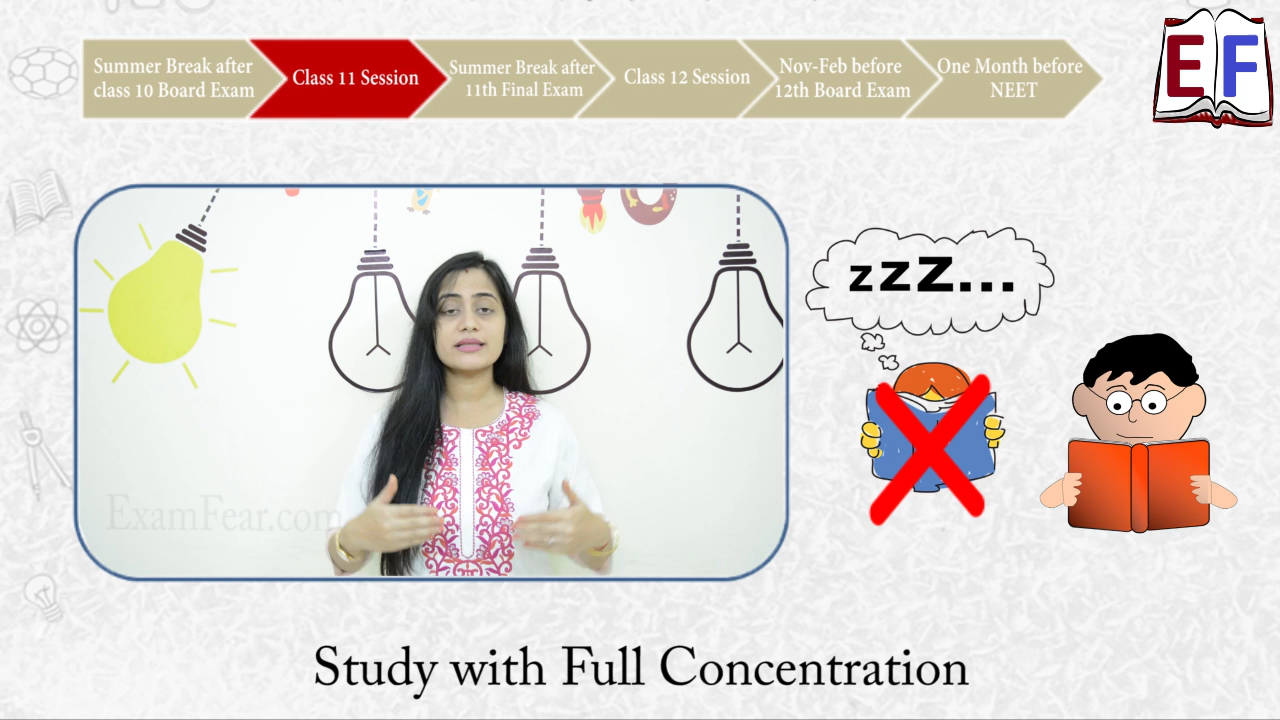 Summer Break after
class 10 Board Exam
Class 11 Session
Summer Break after
11th Final Exam
Class 12 Session
Nov-Feb before
12th Board Exam
One Month before
NEET
EF
zzz...
ExamFear.com
Study with Full Concentration